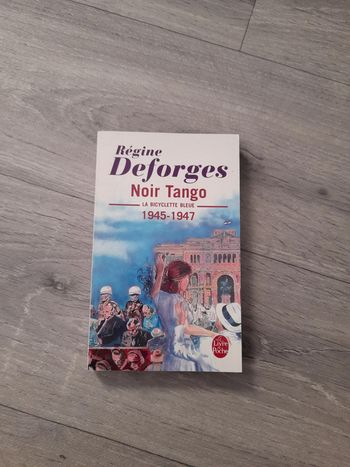 Régine
Deforges
Noir Tango
LA BICYCLETTE BLEUE
1945-1947
Le Livre
de Poche